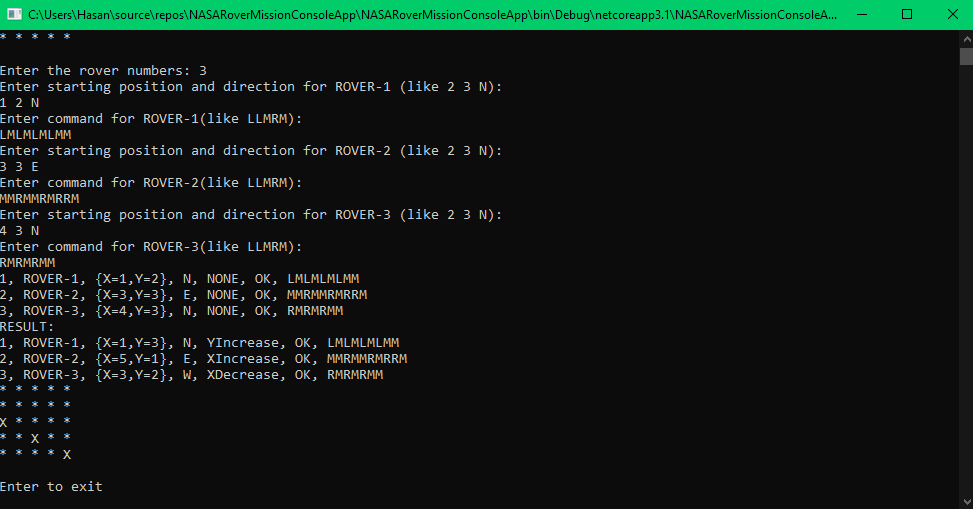 C:\Users\Hasan\source\repos\NASARoverMissionConsoleApp\NASARoverMissionConsoleApp\bin\Debug\netcoreapp3.1\NASARoverMissionConsoleA...
* * * * *
Enter the rover numbers: 3
Enter starting position and direction for ROVER-1 (like 2 3 N):
1 2 N
Enter command for ROVER-1(like LLMRM):
LMLMLMLMM
Enter starting position and direction for ROVER-2 (like 2 3 N):
3 3 E
Enter command for ROVER-2(like LLMRM):
MMRMMRMRRM
Enter starting position and direction for ROVER-3 (like 2 3 N):
4 3 N
Enter command for ROVER-3(like LLMRM):
RMRMRMM
1, ROVER-1, {X=1,Y=2}, N, NONE, OK, LMLMLMLMM
2, ROVER-2, {X=3,Y=3}, E, NONE, OK, MMRMMRMRRM
3, ROVER-3, {X=4,Y=3}, N, NONE, OK, RMRMRMM
RESULT:
1, ROVER-1, {X=1,Y=3}, N, YIncrease, OK, LMLMLMLMM
2, ROVER-2, {X=5,Y=1}, E, XIncrease, OK, MMRMMRMRRM
3, ROVER-3, {X=3,Y=2}, W, XDecrease, OK, RMRMRMM
* * * * *
* * * * *
X * * * *
* * X * *
* * * * X
Enter to exit